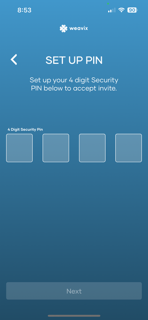 8:53
weavix
SET UP PIN
Set up your 4 digit Security
PIN below to accept invite.
4 Digit Security Pin
Next